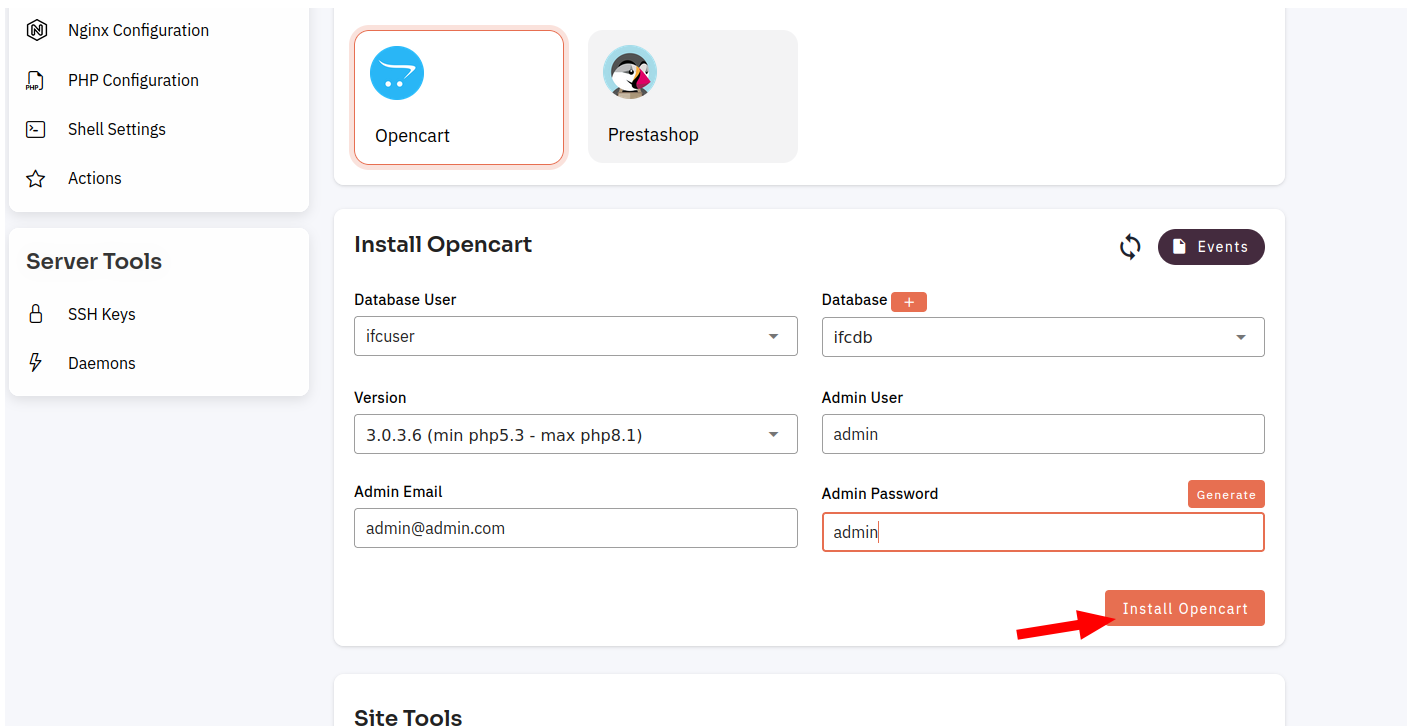 Nginx Configuration
PHP
PHP Configuration
Shell Settings
Actions
Server Tools
SSH Keys
Daemons
Opencart
Prestashop
Install Opencart
Events
Database User
Database +
ifcuser
ifcdb
Version
Admin User
3.0.3.6 (min php5.3 - max php8.1)
admin
Admin Email
Admin Password
Generate
admin@admin.com
admin
Install Opencart
Site Tools